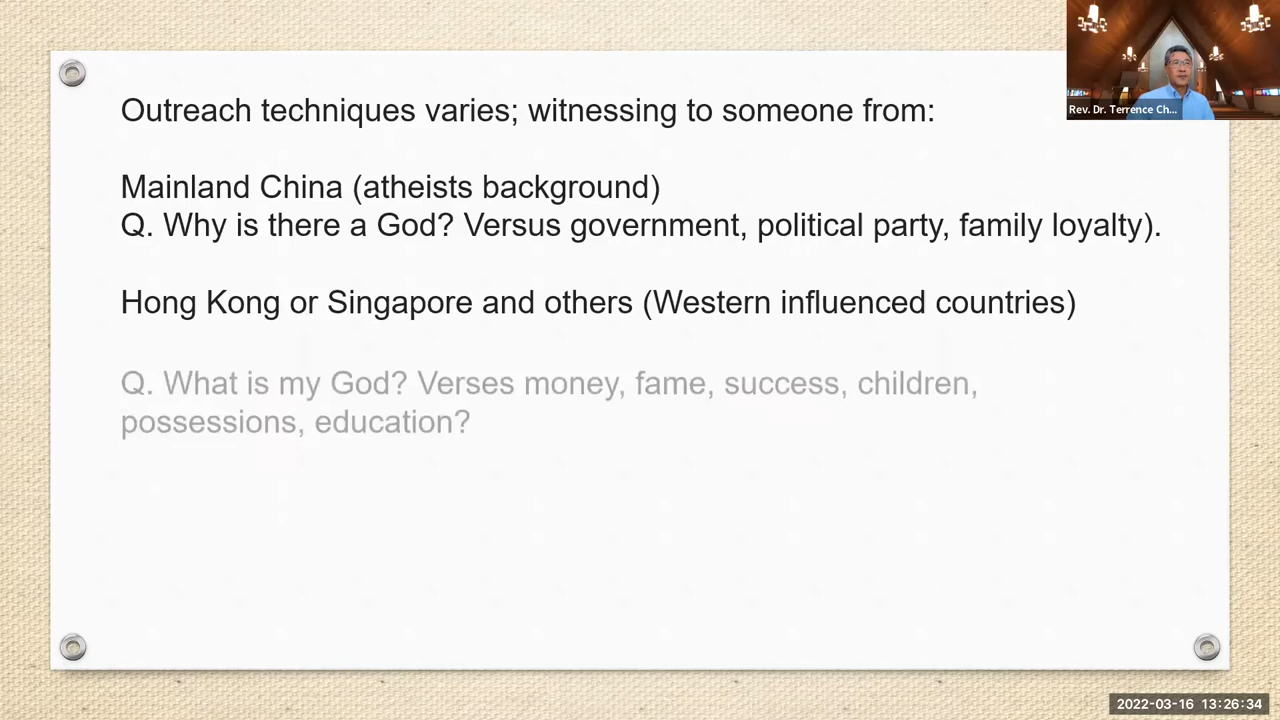 Outreach techniques varies; witnessing to someone from:
Mainland China (atheists background)
Q. Why is there a God? Versus government, political party, family loyalty).
Hong Kong or Singapore and others (Western influenced countries)
Q. What is my God? Verses money, fame, success, children,
possessions, education?
Rev. Dr. Terrence Ch...
2022-03-16 13:26:34